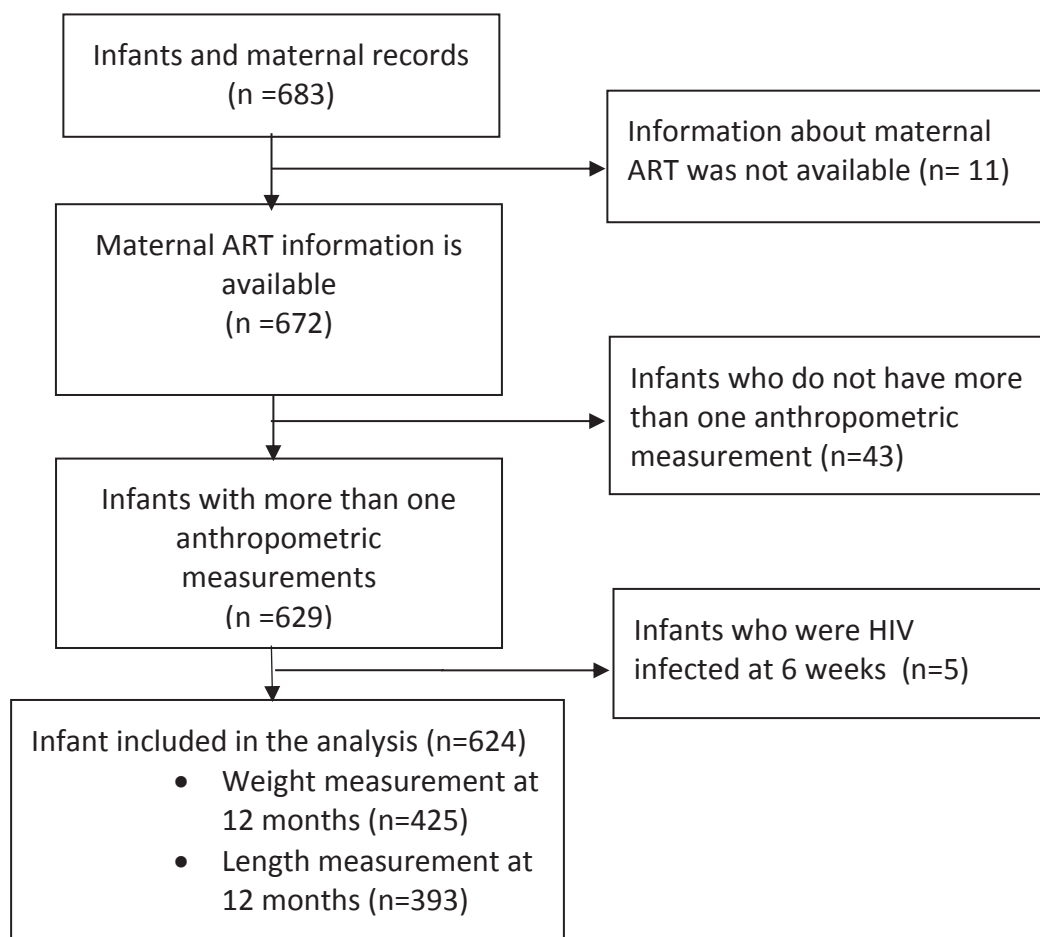 Infants and maternal records
(n =683)
Information about maternal
ART was not available (n= 11)
Maternal ART information is
available
(n =672)
Infants who do not have more
than one anthropometric
measurement (n=43)
Infants with more than one
anthropometric
measurements
(n =629)
Infants who were HIV
infected at 6 weeks  (n=5)
Infant included in the analysis (n=624)
• Weight measurement at
12 months (n=425)
• Length measurement at
12 months (n=393)